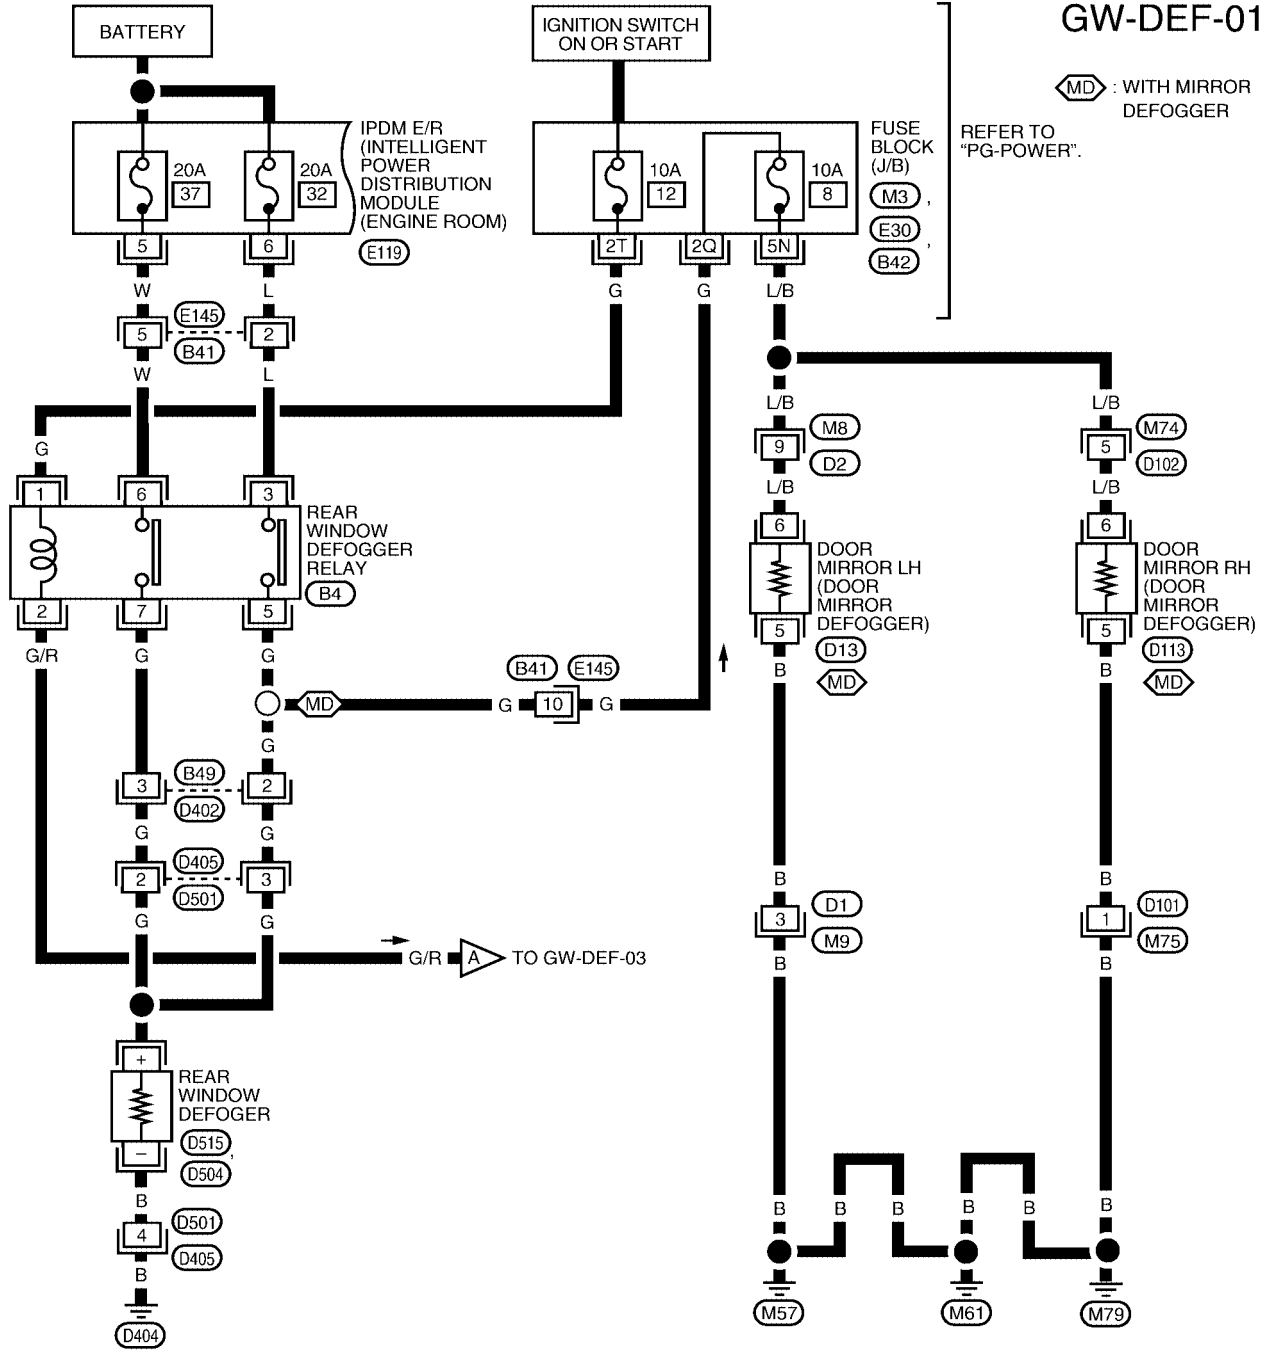 GW-DEF-01
BATTERY
IGNITION SWITCH
ON OR START
MD : WITH MIRROR
DEFOGGER
20A
37
20A
32
IPDM E/R
(INTELLIGENT
POWER
DISTRIBUTION
MODULE
(ENGINE ROOM)
E119
10A
12
10A
8
FUSE
BLOCK
(J/B)
M3 ,
E30 ,
B42
REFER TO
"PG-POWER".
5
6
2T
2Q
5N
W
L
G
G
L/B
5
E145
B41
2
W
L
L/B
L/B
G
9
M8
D2
5
M74
D102
L/B
L/B
1
6
3
6
6
REAR
WINDOW
DEFOGGER
RELAY
B4
DOOR
MIRROR LH
(DOOR
MIRROR
DEFOGGER)
D13
MD
DOOR
MIRROR RH
(DOOR
MIRROR
DEFOGGER)
D113
MD
2
7
5
5
5
G/R
G
G
B
B
MD
G
B41
10
E145
G
G
3
B49
D402
2
G
G
2
D405
D501
3
G
G
B
B
3
D1
M9
1
D101
M75
B
B
G/R
A
TO GW-DEF-03
+
REAR
WINDOW
DEFOGER
D515 ,
D504
−
B
4
D501
D405
B
D404
B
B
B
B
B
B
M57
M61
M79